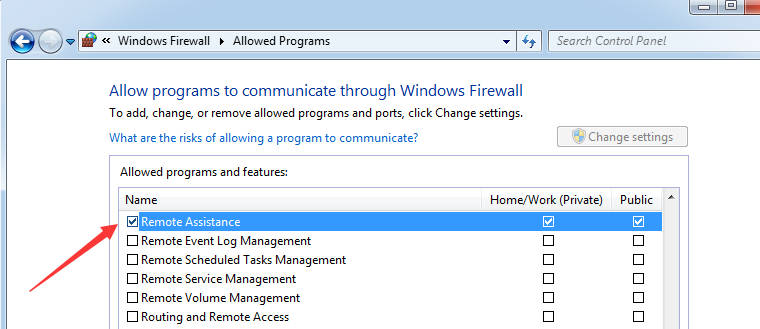 « Windows Firewall Allowed Programs Search Control Panel
Allow programs to communicate through Windows Firewall
To add, change, or remove allowed programs and ports, click Change settings.
What are the risks of allowing a program to communicate? Change settings
Allowed programs and features:
Name Home/Work (Private) Public
Remote Assistance
Remote Event Log Management
Remote Scheduled Tasks Management
Remote Service Management
Remote Volume Management
Routing and Remote Access